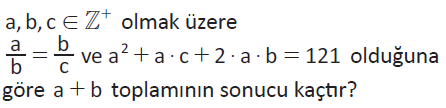 a, b, c ∈ ℤ⁺ olmak üzere
a/b = b/c ve a² + a · c + 2 · a · b = 121 olduğuna
göre a + b toplamının sonucu kaçtır?